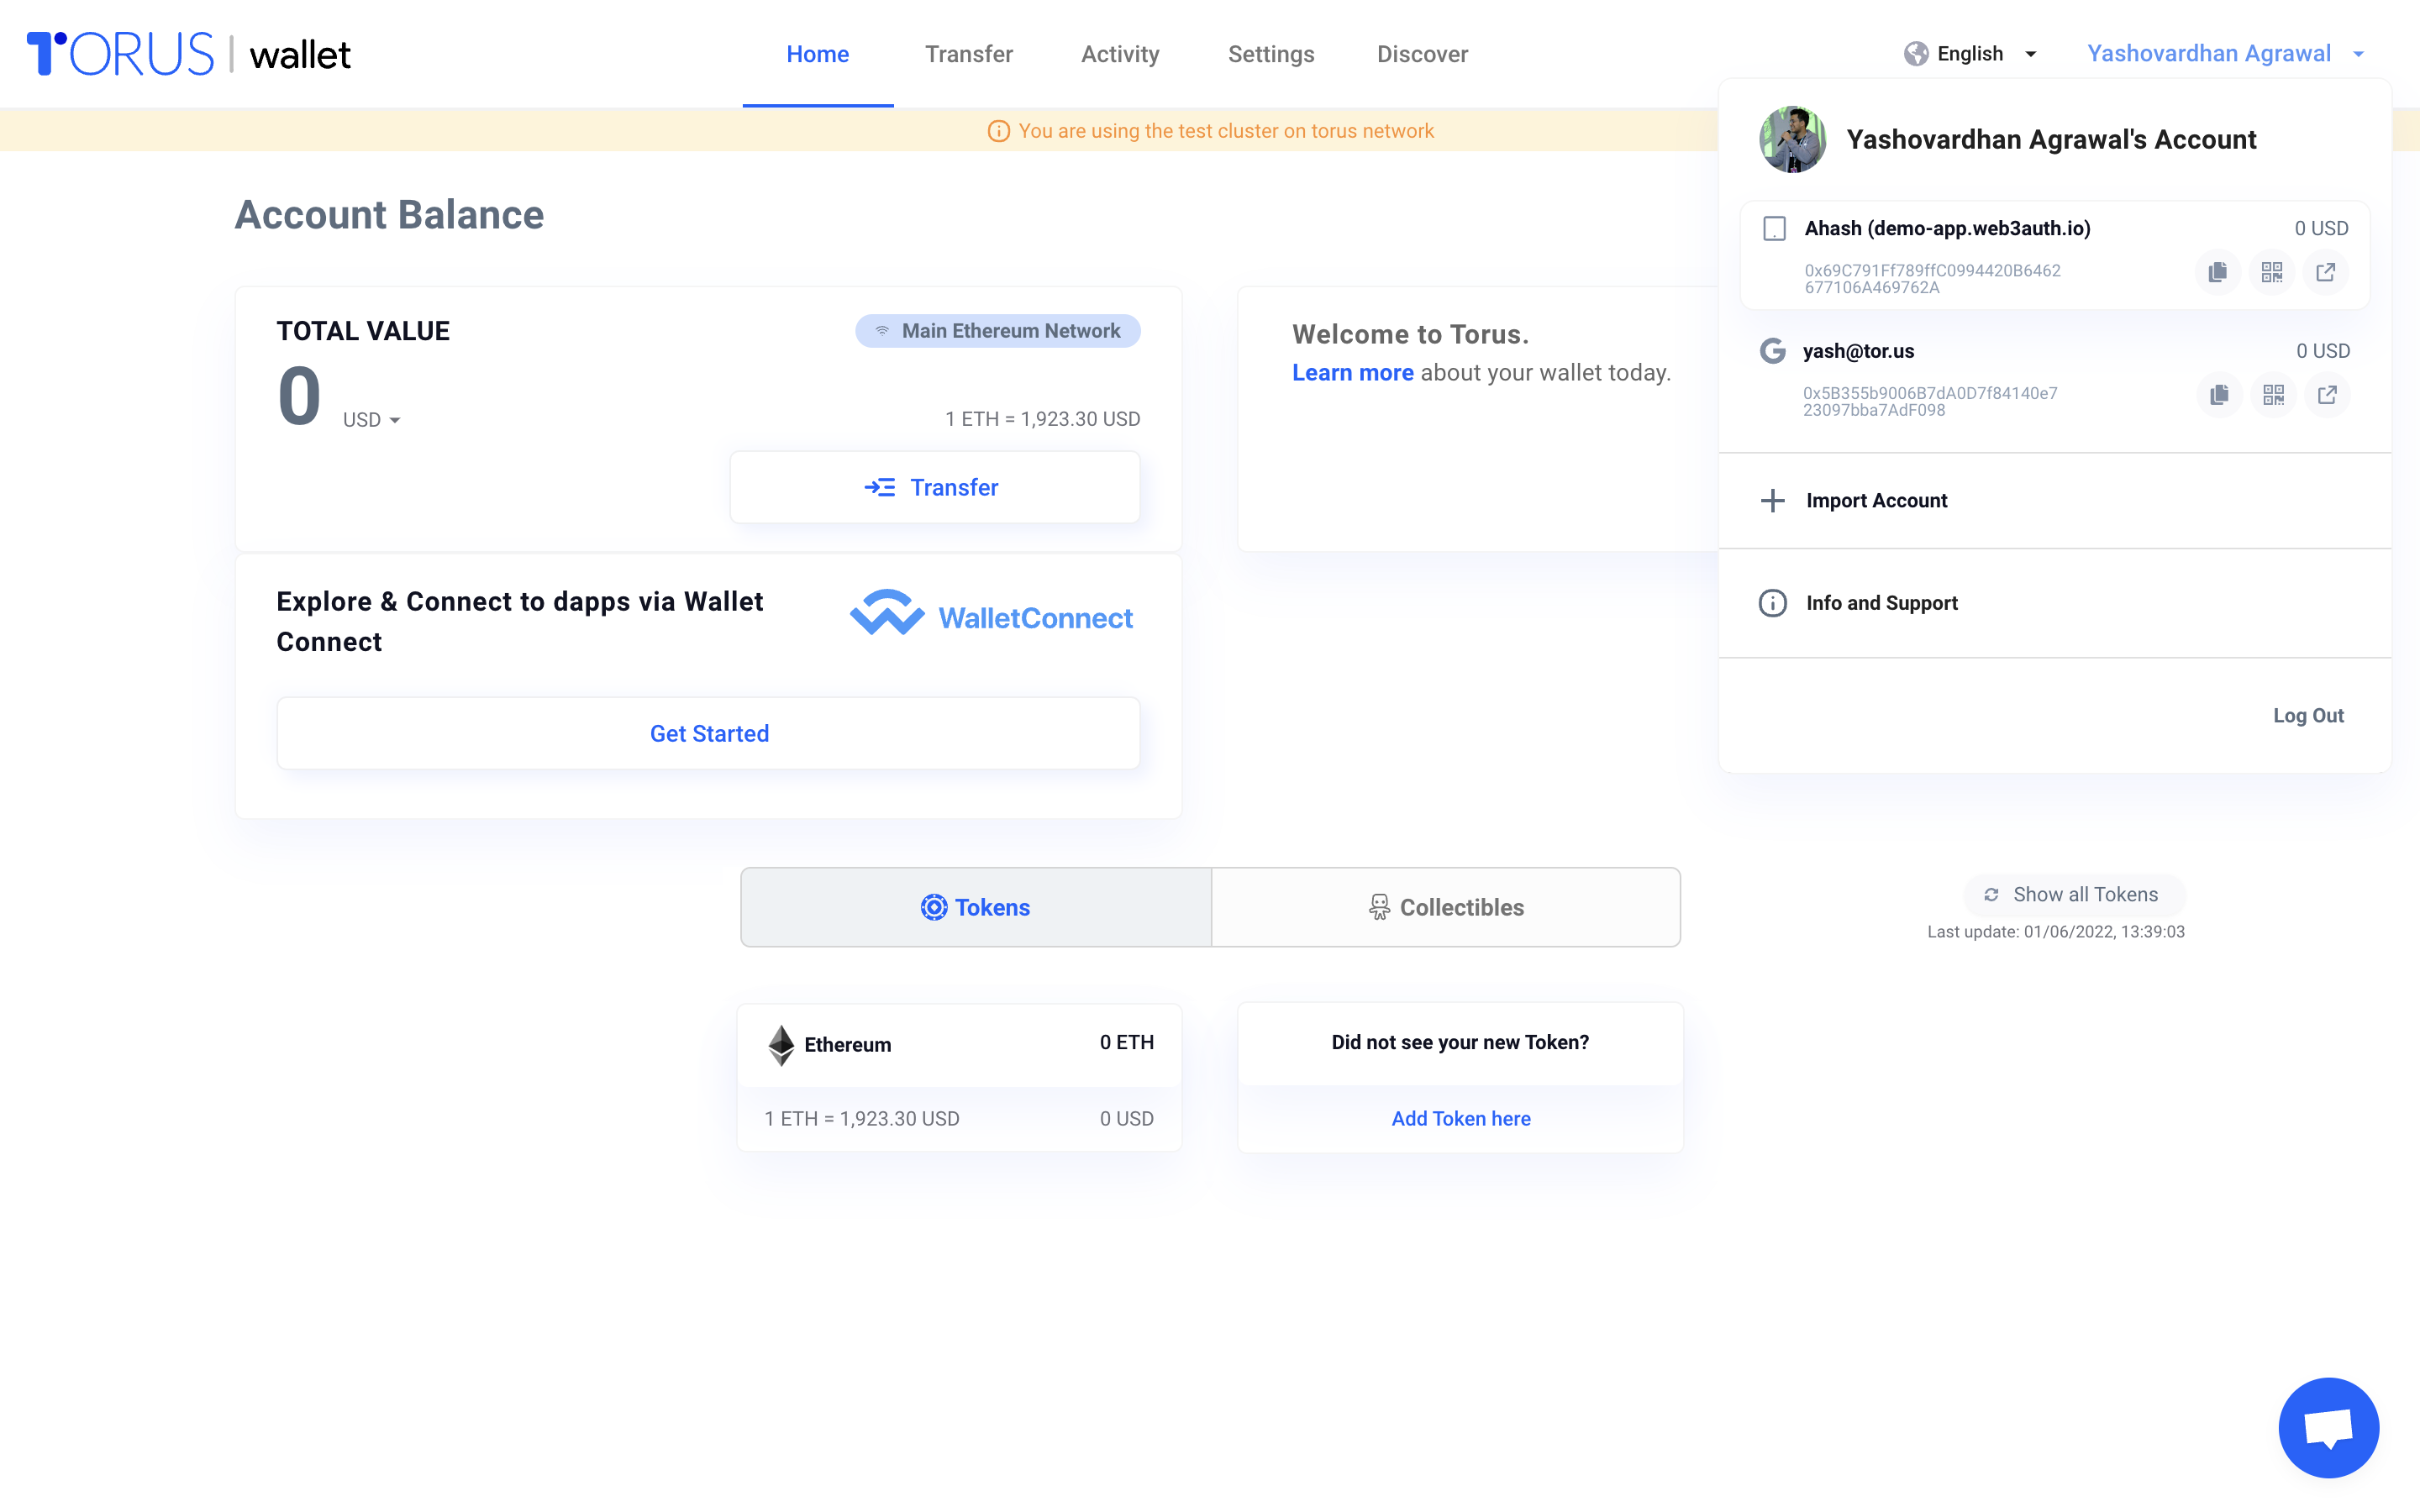 TORUS | wallet
Home
Transfer
Activity
Settings
Discover
English
Yashovardhan Agrawal
You are using the test cluster on torus network
Yashovardhan Agrawal's Account
Ahash (demo-app.web3auth.io)
0 USD
0x69C791Ff789ffC0994420B6462
677106A469762A
yash@tor.us
0 USD
0x5B355b9006B7dA0D7f84140e7
23097bba7AdF098
Import Account
Info and Support
Log Out
Account Balance
TOTAL VALUE
Main Ethereum Network
0 USD
1 ETH = 1,923.30 USD
Transfer
Welcome to Torus.
Learn more about your wallet today.
Explore & Connect to dapps via Wallet
Connect
WalletConnect
Get Started
Tokens
Collectibles
Show all Tokens
Last update: 01/06/2022, 13:39:03
Ethereum
0 ETH
1 ETH = 1,923.30 USD
0 USD
Did not see your new Token?
Add Token here